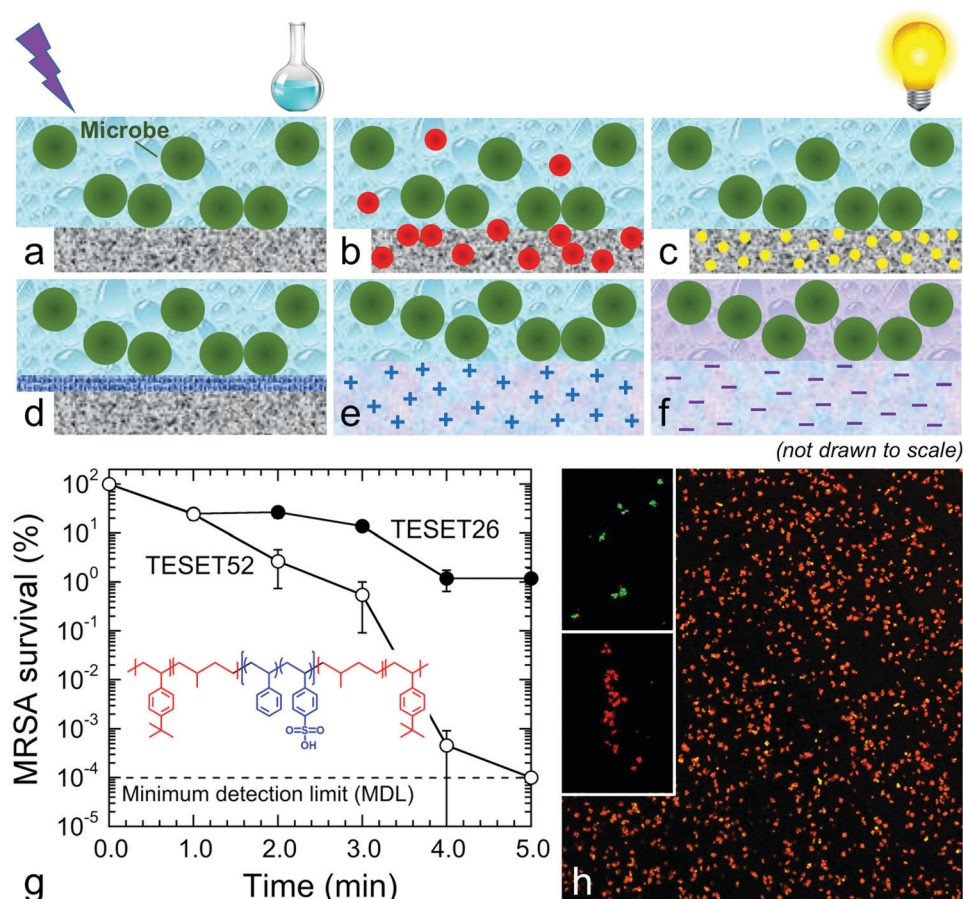 Microbe
a
b
c
d
e
f
(not drawn to scale)
MRSA survival (%)
10²
10¹
10⁰
10⁻¹
10⁻²
10⁻³
10⁻⁴
10⁻⁵
TESET26
TESET52
O=S=O
OH
Minimum detection limit (MDL)
0.0 1.0 2.0 3.0 4.0 5.0
Time (min)
g
h